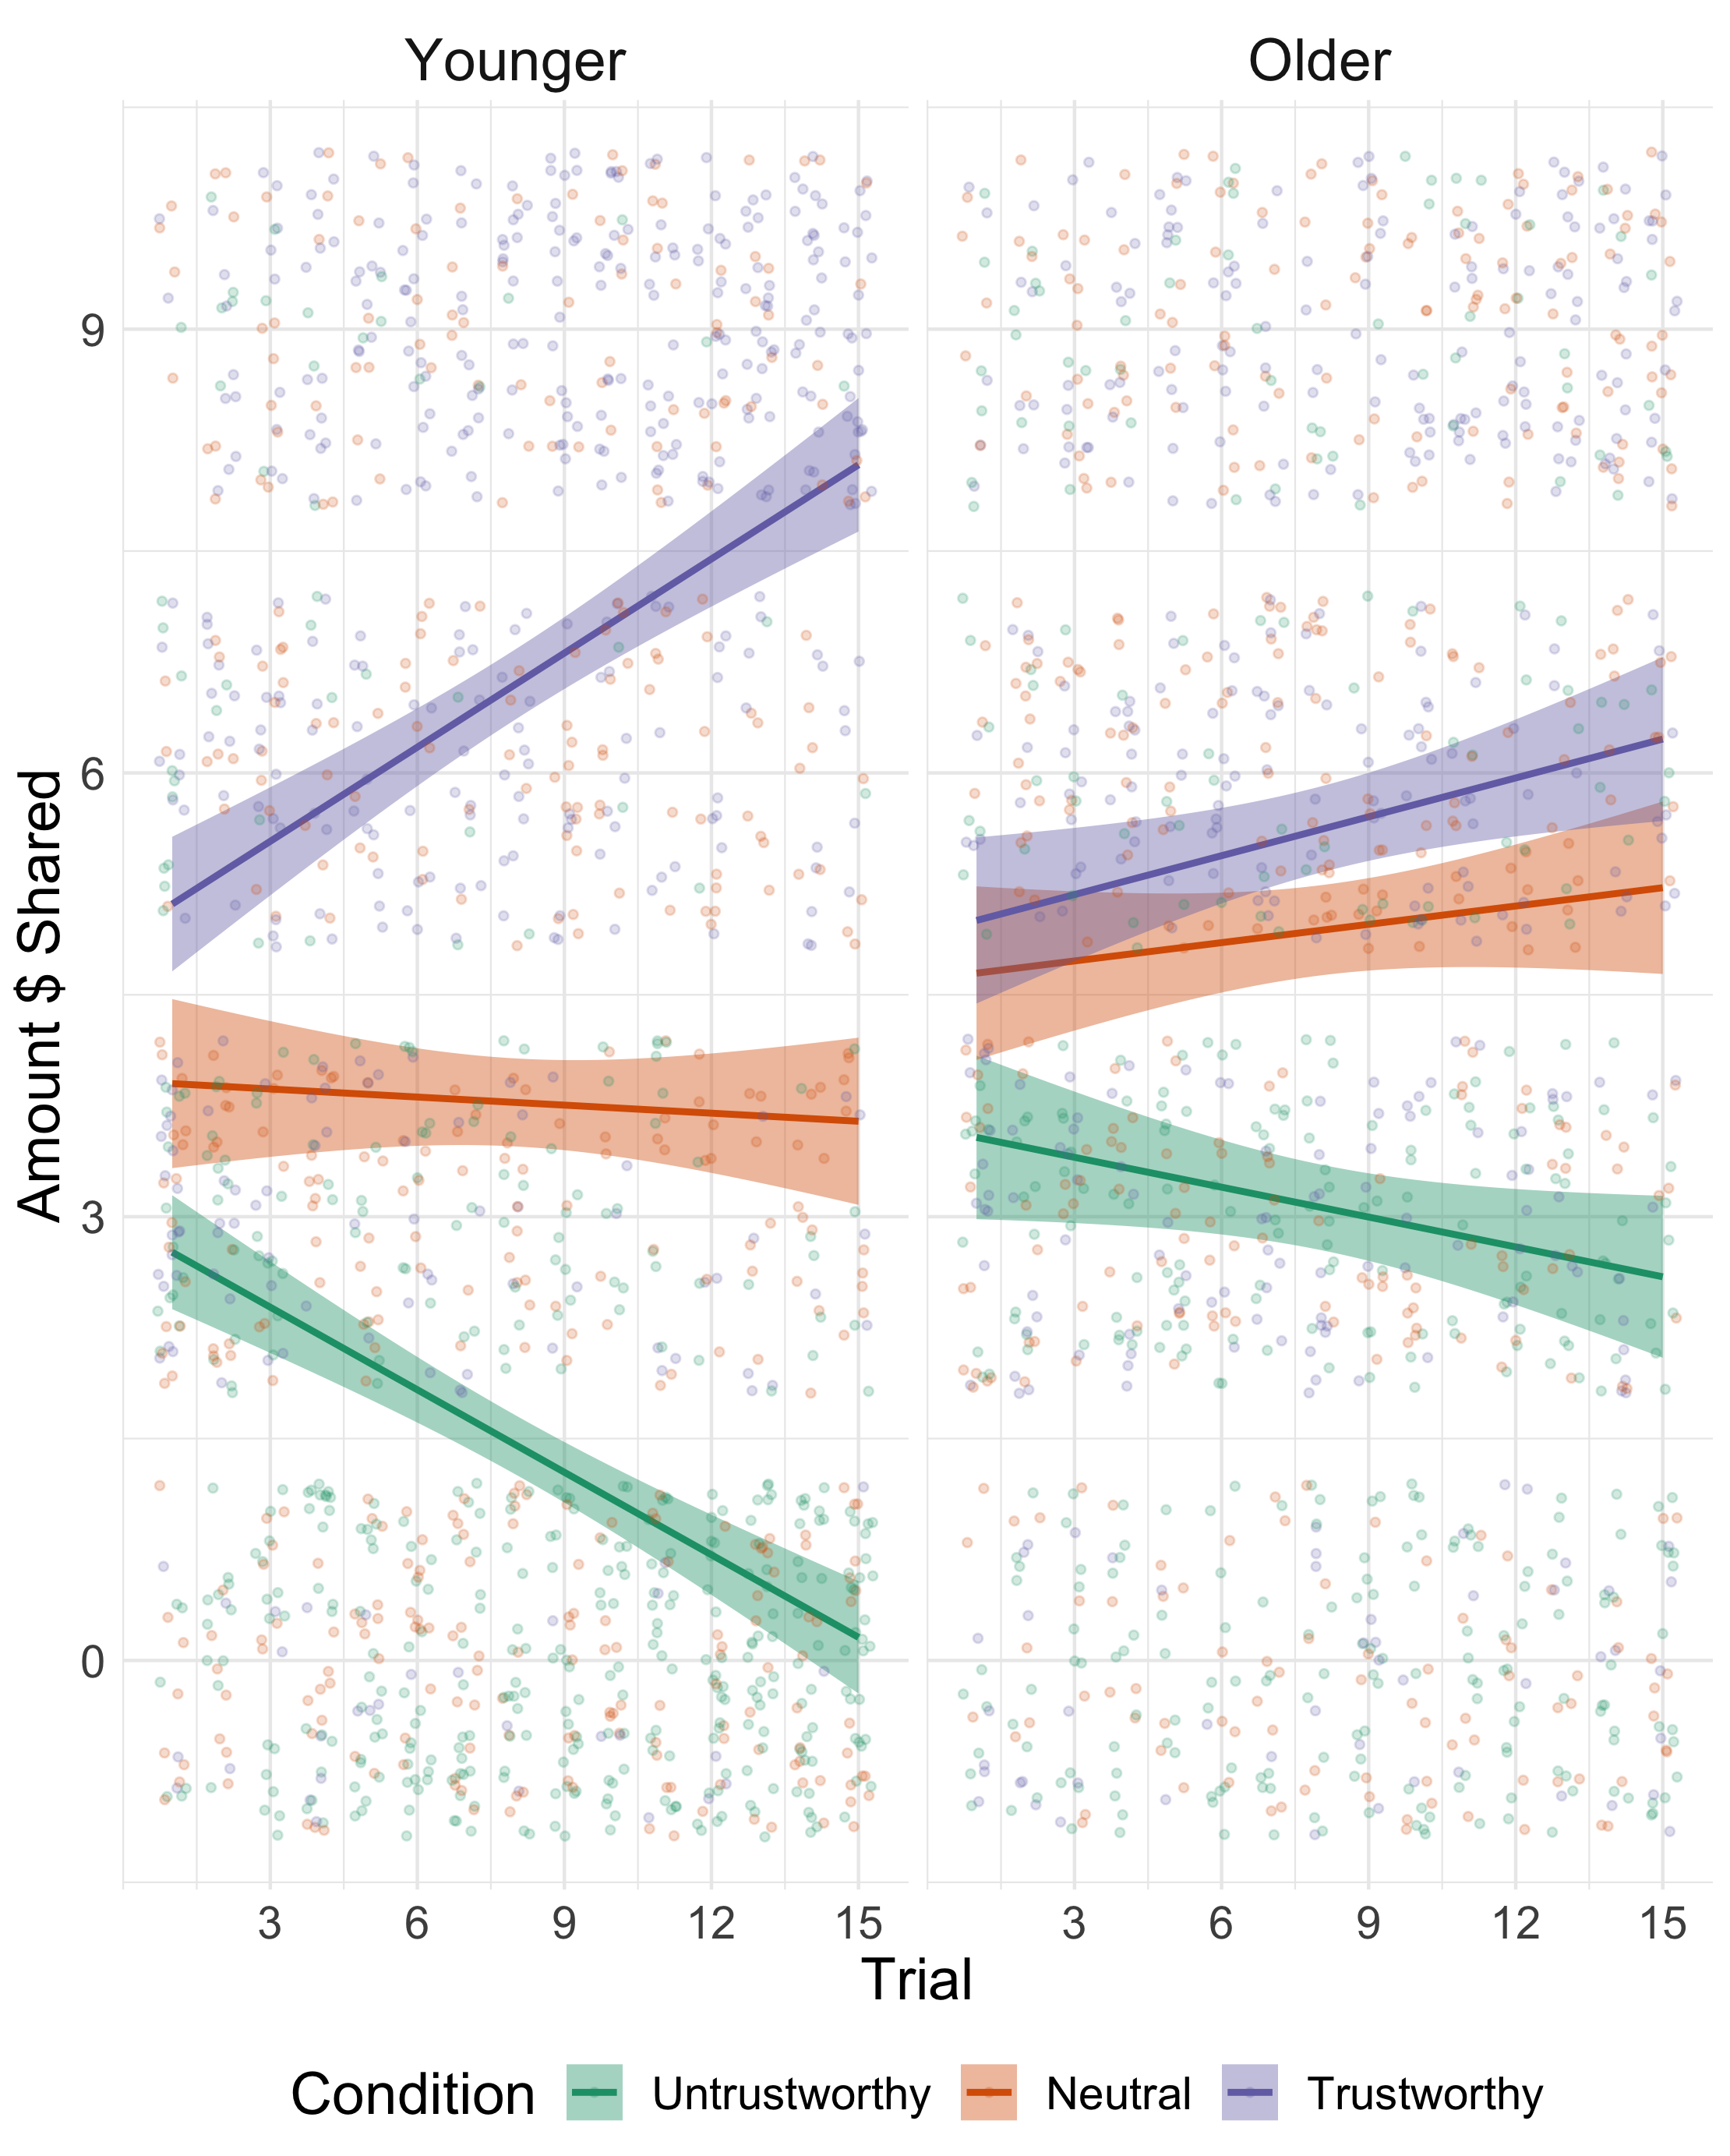 Younger Older
9
6
3
0
Amount $ Shared
3 6 9 12 15 3 6 9 12 15
Trial
Condition Untrustworthy Neutral Trustworthy